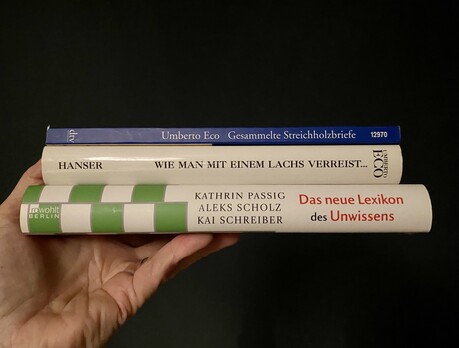 dtv
Umberto Eco Gesammelte Streichholzbriefe 12970
HANSER WIE MAN MIT EINEM LACHS VERREIST...
UMBERTO
ECO
rowohlt
BERLIN
KATHRIN PASSIG
ALEKS SCHOLZ
KAI SCHREIBER
Das neue Lexikon
des Unwissens